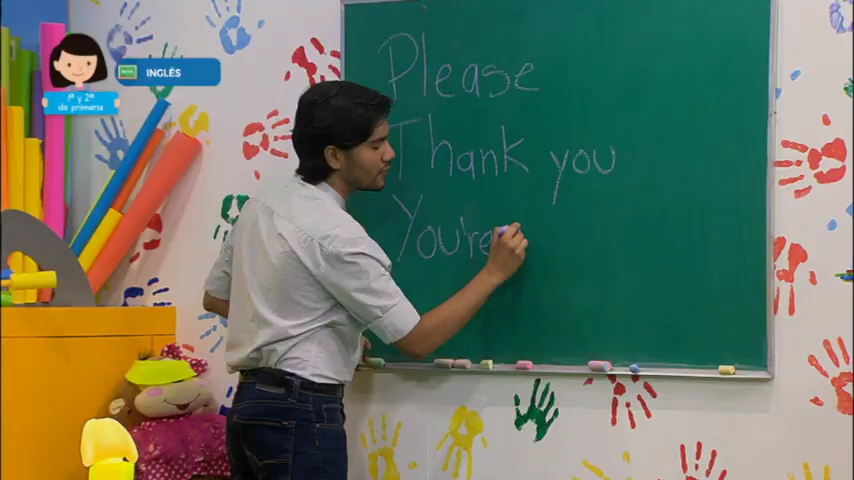 INGLÉS
1º y 2º
de primaria
Please
Thank you
You're